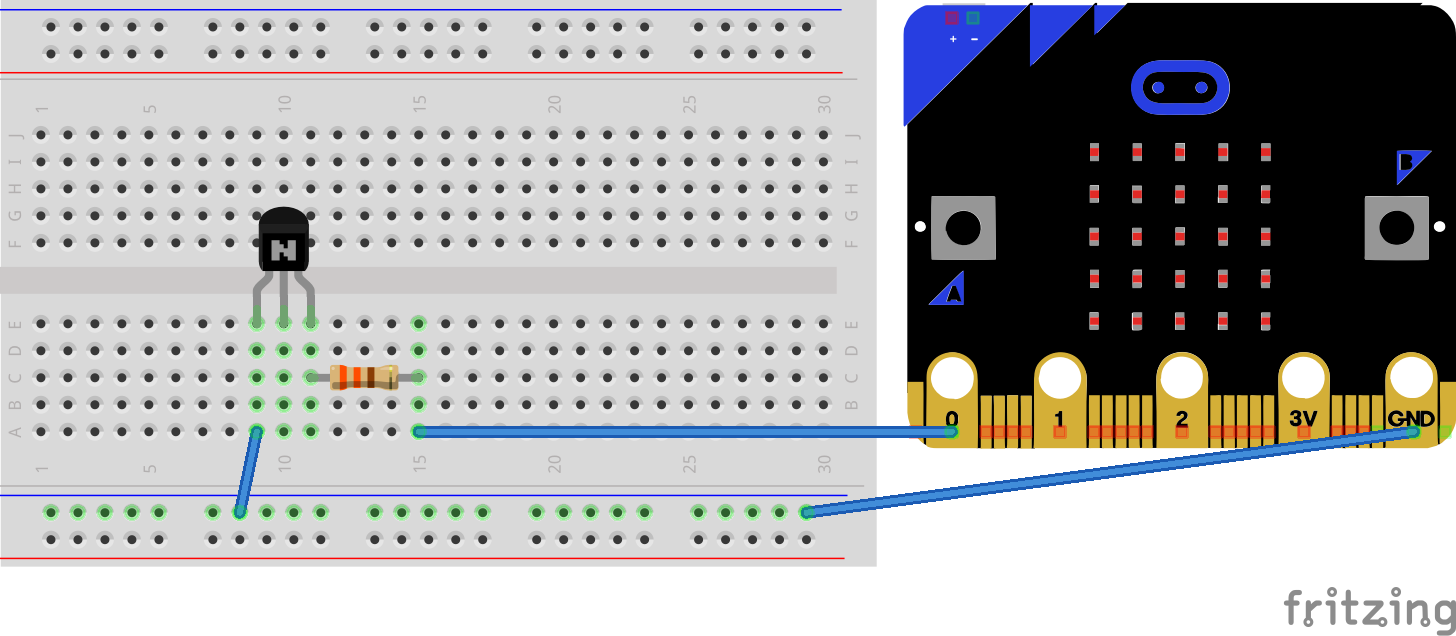 + −
1 5 10 15 20 25 30
J J
I I
H H
G G
F F
N
B
A
E E
D D
C C
B B
A A
0 1 2 3V GND
1 5 10 15 20 25 30
fritzing